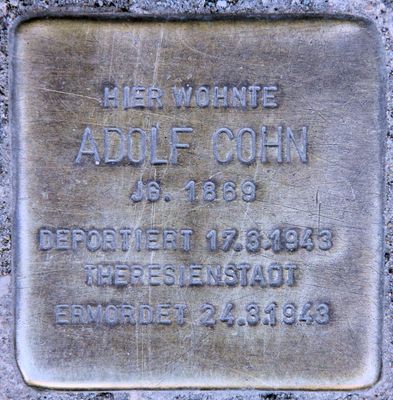 HIER WOHNTE
ADOLF COHN
JG. 1869
DEPORTIERT 17.3.1943
THERESIENSTADT
ERMORDET 24.3.1943